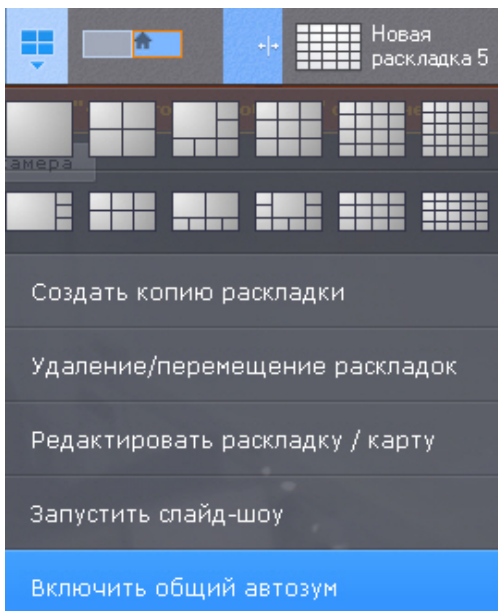 Новая
раскладка 5
камера
Создать копию раскладки
Удаление/перемещение раскладок
Редактировать раскладку / карту
Запустить слайд-шоу
Включить общий автозум